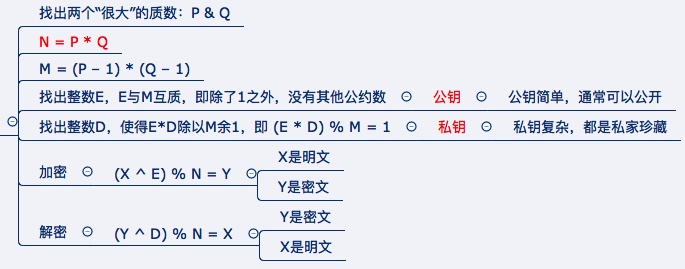 找出两个“很大”的质数：P & Q
N = P * Q
M = (P – 1) * (Q – 1)
找出整数E，E与M互质，即除了1之外，没有其他公约数 公钥 公钥简单，通常可以公开
找出整数D，使得E*D除以M余1，即 (E * D) % M = 1 私钥 私钥复杂，都是私家珍藏
加密 (X ^ E) % N = Y
X是明文
Y是密文
解密 (Y ^ D) % N = X
Y是密文
X是明文